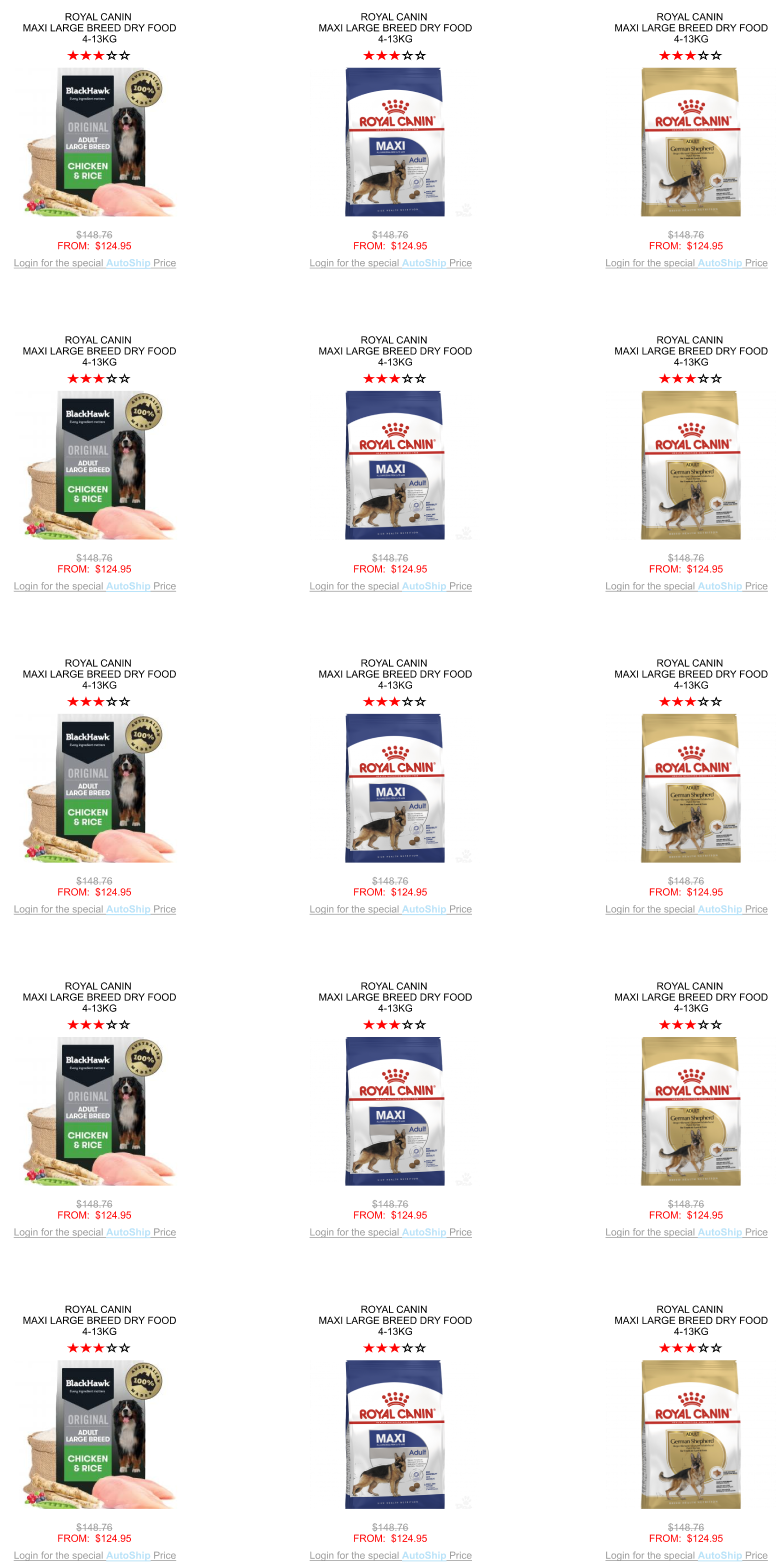 ROYAL CANIN
MAXI LARGE BREED DRY FOOD
4-13KG
BlackHawk
Every ingredient matters
AUSTRALIAN
100%
MADE
ORIGINAL
ADULT
LARGE BREED
CHICKEN
& RICE
$148.76
FROM: $124.95
Login for the special AutoShip Price
ROYAL CANIN
MAXI LARGE BREED DRY FOOD
4-13KG
ROYAL CANIN
MAXI
Adult
$148.76
FROM: $124.95
Login for the special AutoShip Price
ROYAL CANIN
MAXI LARGE BREED DRY FOOD
4-13KG
ROYAL CANIN
ADULT
German Shepherd
$148.76
FROM: $124.95
Login for the special AutoShip Price
ROYAL CANIN
MAXI LARGE BREED DRY FOOD
4-13KG
BlackHawk
Every ingredient matters
AUSTRALIAN
100%
MADE
ORIGINAL
ADULT
LARGE BREED
CHICKEN
& RICE
$148.76
FROM: $124.95
Login for the special AutoShip Price
ROYAL CANIN
MAXI LARGE BREED DRY FOOD
4-13KG
ROYAL CANIN
MAXI
Adult
$148.76
FROM: $124.95
Login for the special AutoShip Price
ROYAL CANIN
MAXI LARGE BREED DRY FOOD
4-13KG
ROYAL CANIN
ADULT
German Shepherd
$148.76
FROM: $124.95
Login for the special AutoShip Price
ROYAL CANIN
MAXI LARGE BREED DRY FOOD
4-13KG
BlackHawk
Every ingredient matters
AUSTRALIAN
100%
MADE
ORIGINAL
ADULT
LARGE BREED
CHICKEN
& RICE
$148.76
FROM: $124.95
Login for the special AutoShip Price
ROYAL CANIN
MAXI LARGE BREED DRY FOOD
4-13KG
ROYAL CANIN
MAXI
Adult
$148.76
FROM: $124.95
Login for the special AutoShip Price
ROYAL CANIN
MAXI LARGE BREED DRY FOOD
4-13KG
ROYAL CANIN
ADULT
German Shepherd
$148.76
FROM: $124.95
Login for the special AutoShip Price
ROYAL CANIN
MAXI LARGE BREED DRY FOOD
4-13KG
BlackHawk
Every ingredient matters
AUSTRALIAN
100%
MADE
ORIGINAL
ADULT
LARGE BREED
CHICKEN
& RICE
$148.76
FROM: $124.95
Login for the special AutoShip Price
ROYAL CANIN
MAXI LARGE BREED DRY FOOD
4-13KG
ROYAL CANIN
MAXI
Adult
$148.76
FROM: $124.95
Login for the special AutoShip Price
ROYAL CANIN
MAXI LARGE BREED DRY FOOD
4-13KG
ROYAL CANIN
ADULT
German Shepherd
$148.76
FROM: $124.95
Login for the special AutoShip Price
ROYAL CANIN
MAXI LARGE BREED DRY FOOD
4-13KG
BlackHawk
Every ingredient matters
AUSTRALIAN
100%
MADE
ORIGINAL
ADULT
LARGE BREED
CHICKEN
& RICE
$148.76
FROM: $124.95
Login for the special AutoShip Price
ROYAL CANIN
MAXI LARGE BREED DRY FOOD
4-13KG
ROYAL CANIN
MAXI
Adult
$148.76
FROM: $124.95
Login for the special AutoShip Price
ROYAL CANIN
MAXI LARGE BREED DRY FOOD
4-13KG
ROYAL CANIN
ADULT
German Shepherd
$148.76
FROM: $124.95
Login for the special AutoShip Price